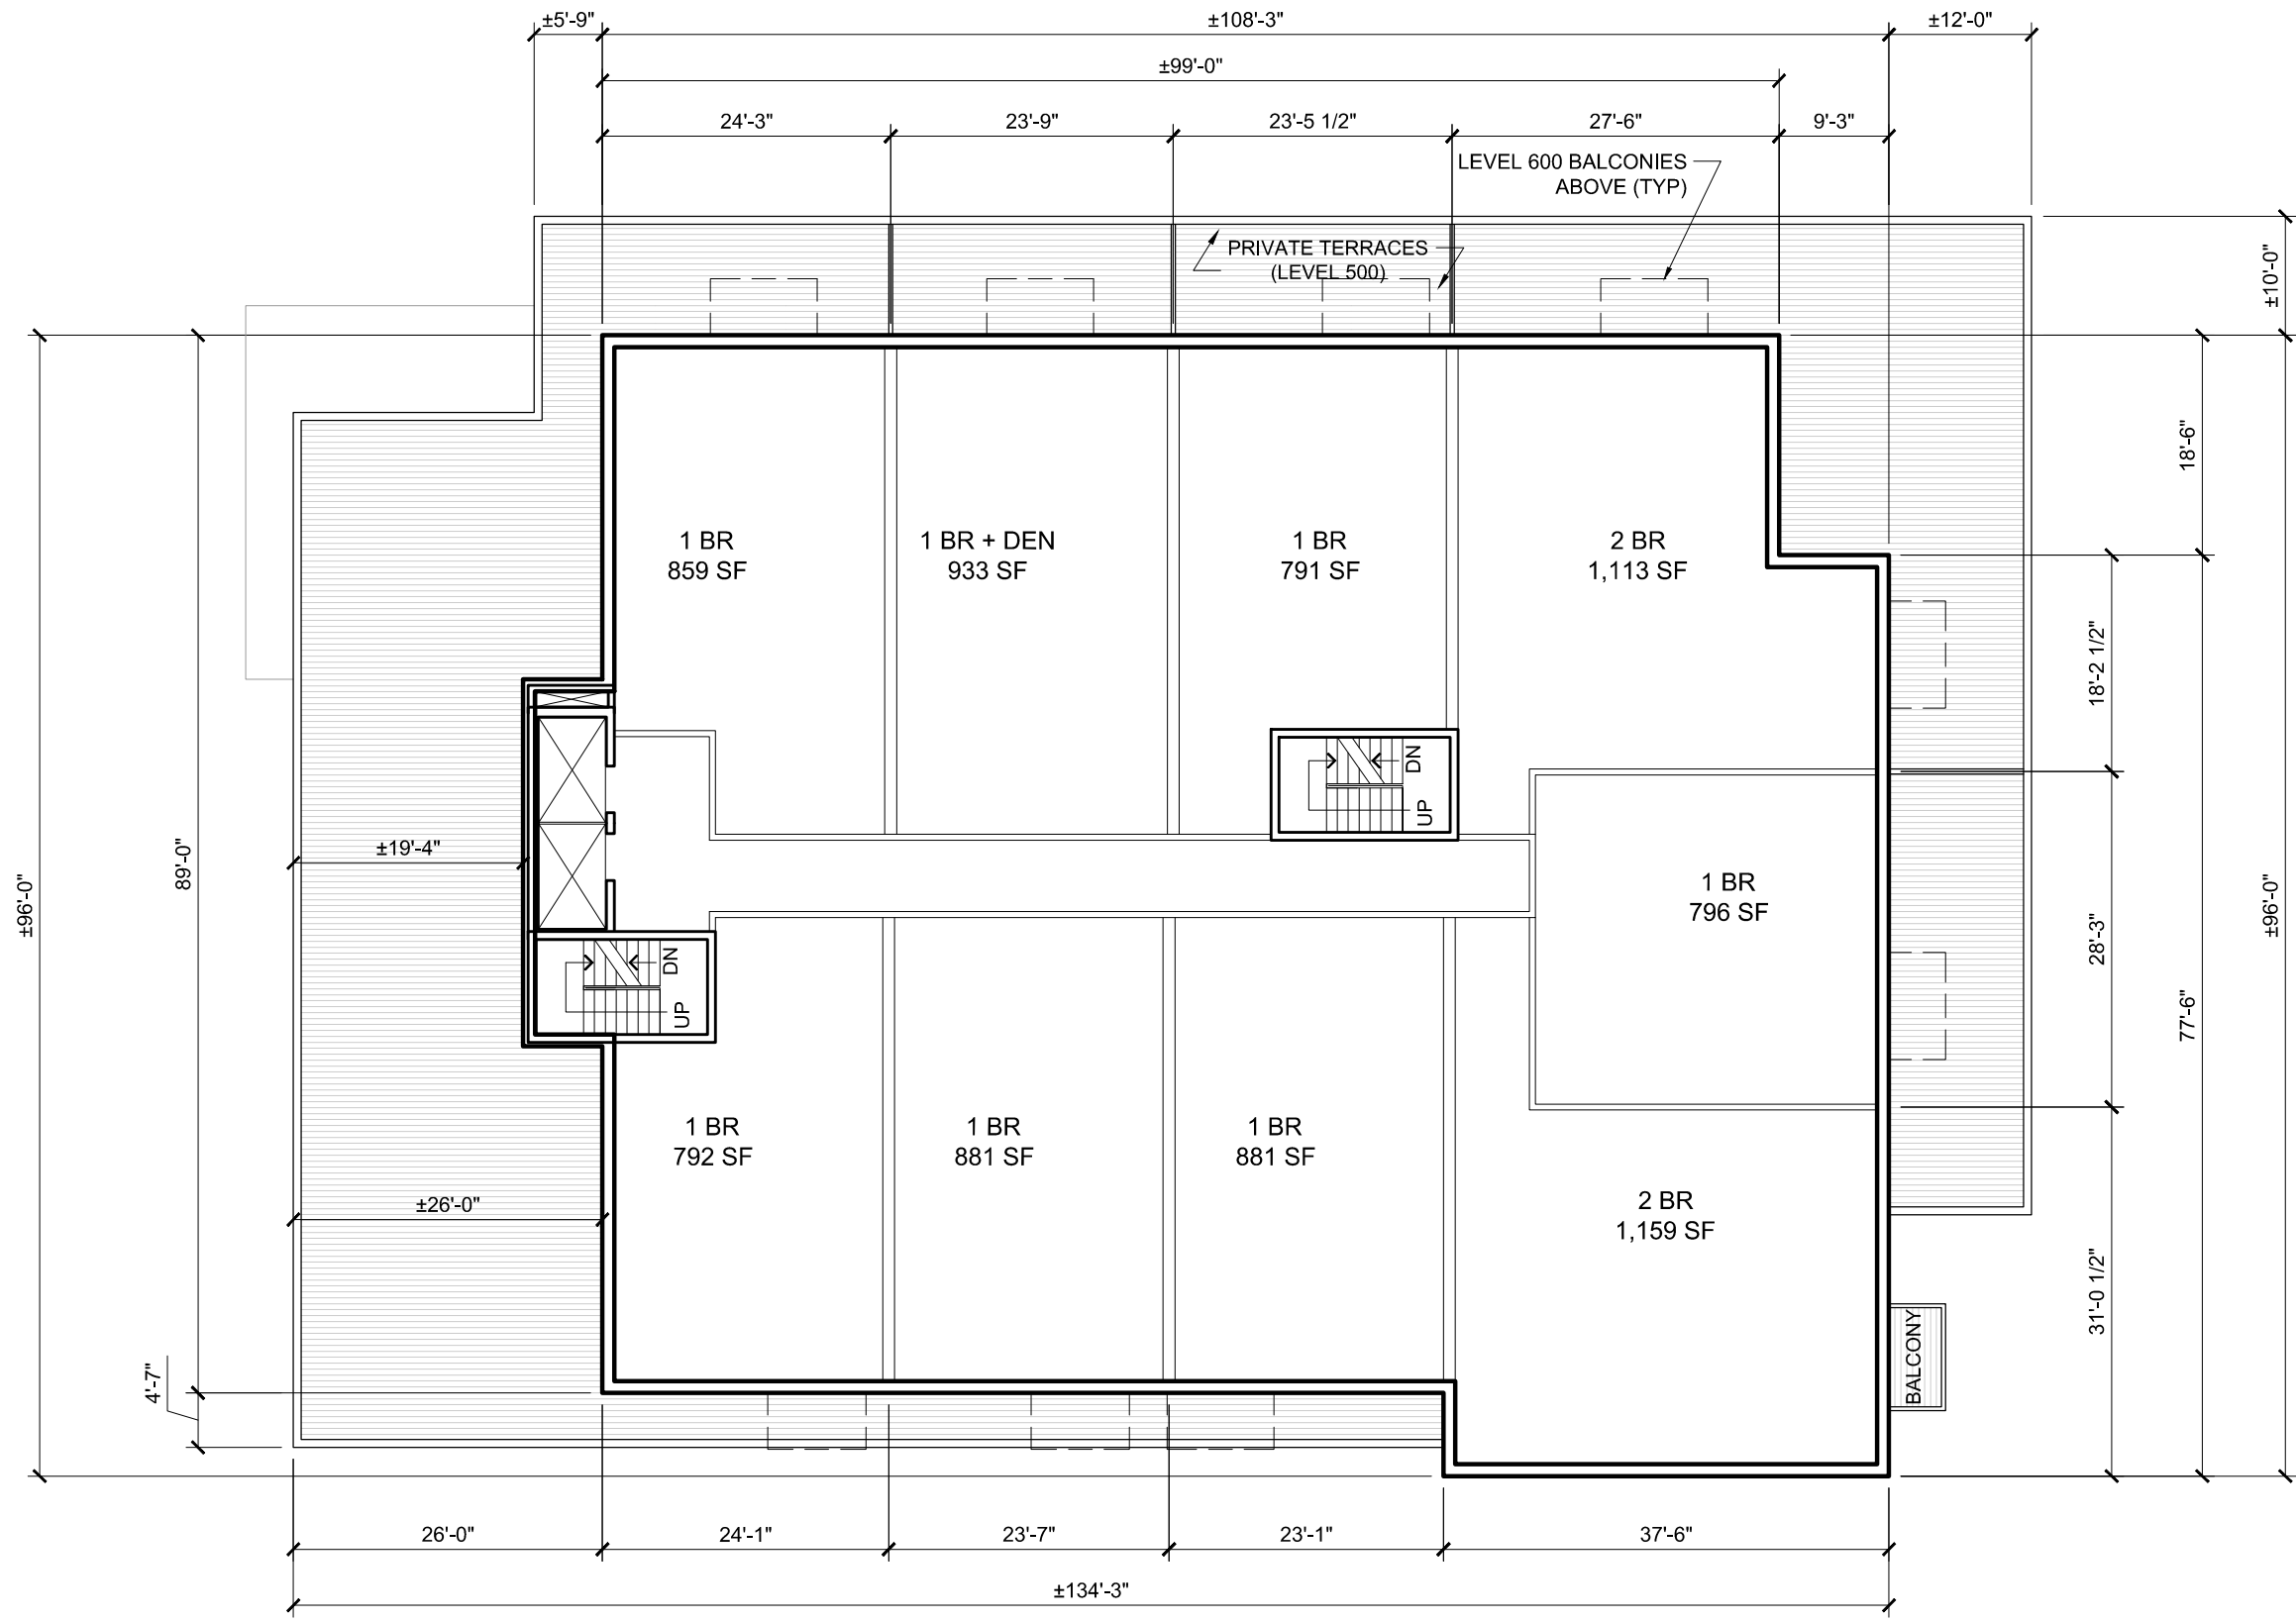 ±5'-9"
±108'-3"
±12'-0"
±99'-0"
24'-3"
23'-9"
23'-5 1/2"
27'-6"
9'-3"
LEVEL 600 BALCONIES
ABOVE (TYP)
PRIVATE TERRACES
(LEVEL 500)
±10'-0"
18'-6"
1 BR
859 SF
1 BR + DEN
933 SF
1 BR
791 SF
2 BR
1,113 SF
18'-2 1/2"
DN
UP
±19'-4"
89'-0"
±96'-0"
1 BR
796 SF
28'-3"
±96'-0"
77'-6"
DN
UP
1 BR
792 SF
1 BR
881 SF
1 BR
881 SF
±26'-0"
2 BR
1,159 SF
31'-0 1/2"
BALCONY
4'-7"
26'-0"
24'-1"
23'-7"
23'-1"
37'-6"
±134'-3"